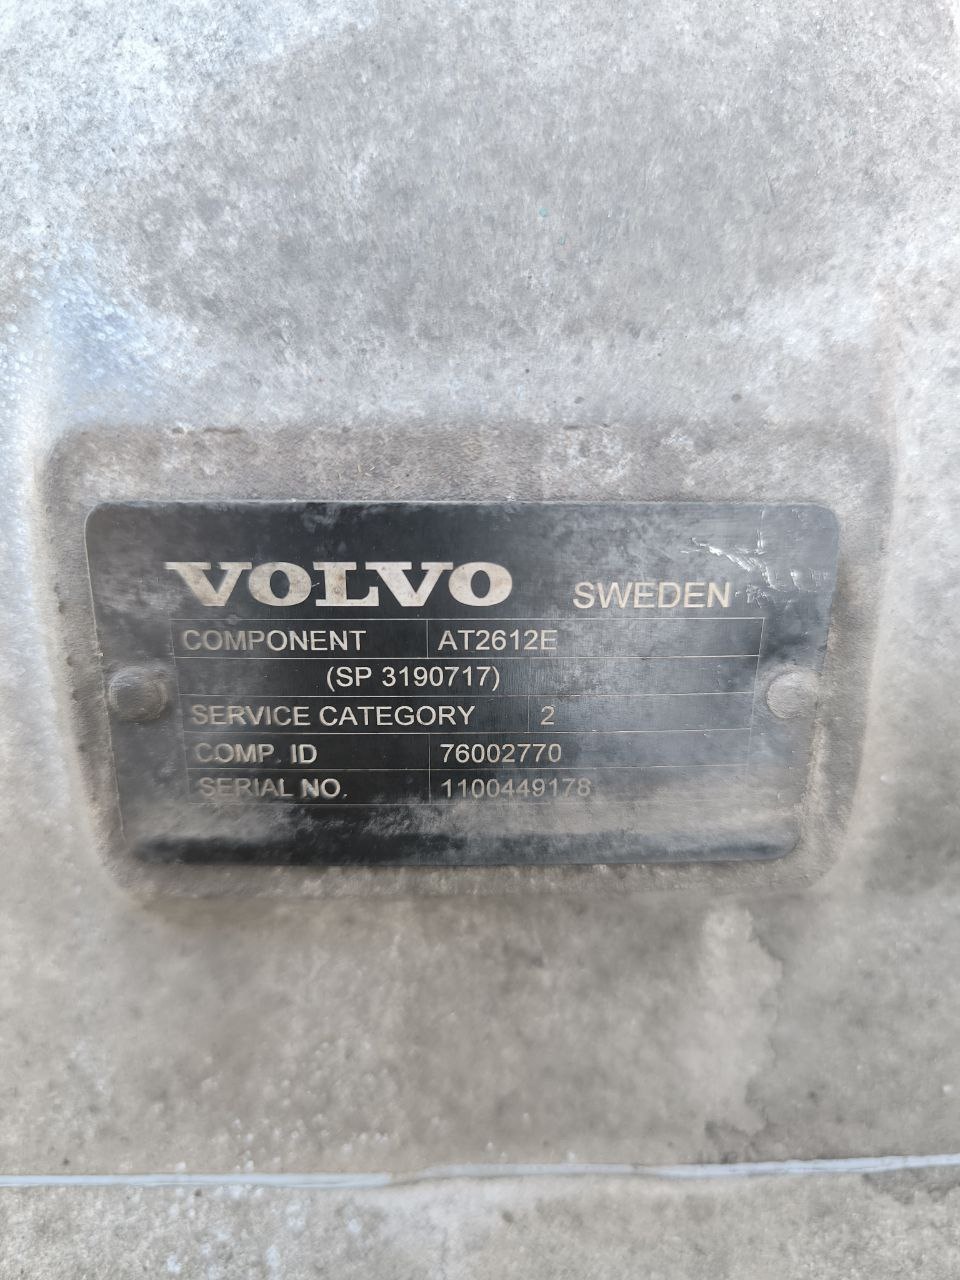 VOLVO SWEDEN
COMPONENT AT2612E
(SP 3190717)
SERVICE CATEGORY 2
COMP. ID 76002770
SERIAL NO. 1100449178